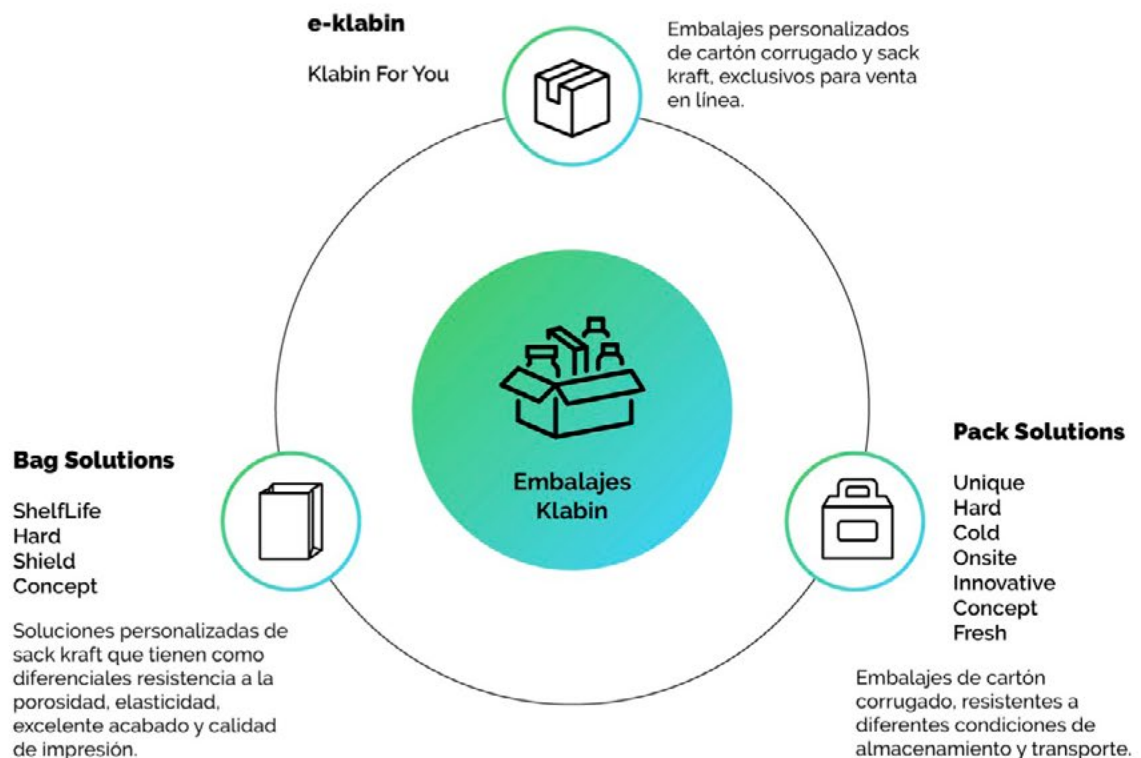 e-klabin
Klabin For You
Embalajes personalizados
de cartón corrugado y sack
kraft, exclusivos para venta
en línea.
Embalajes
Klabin
Bag Solutions
ShelfLife
Hard
Shield
Concept
Soluciones personalizadas de
sack kraft que tienen como
diferenciales resistencia a la
porosidad, elasticidad,
excelente acabado y calidad
de impresión.
Pack Solutions
Unique
Hard
Cold
Onsite
Innovative
Concept
Fresh
Embalajes de cartón
corrugado, resistentes a
diferentes condiciones de
almacenamiento y transporte.